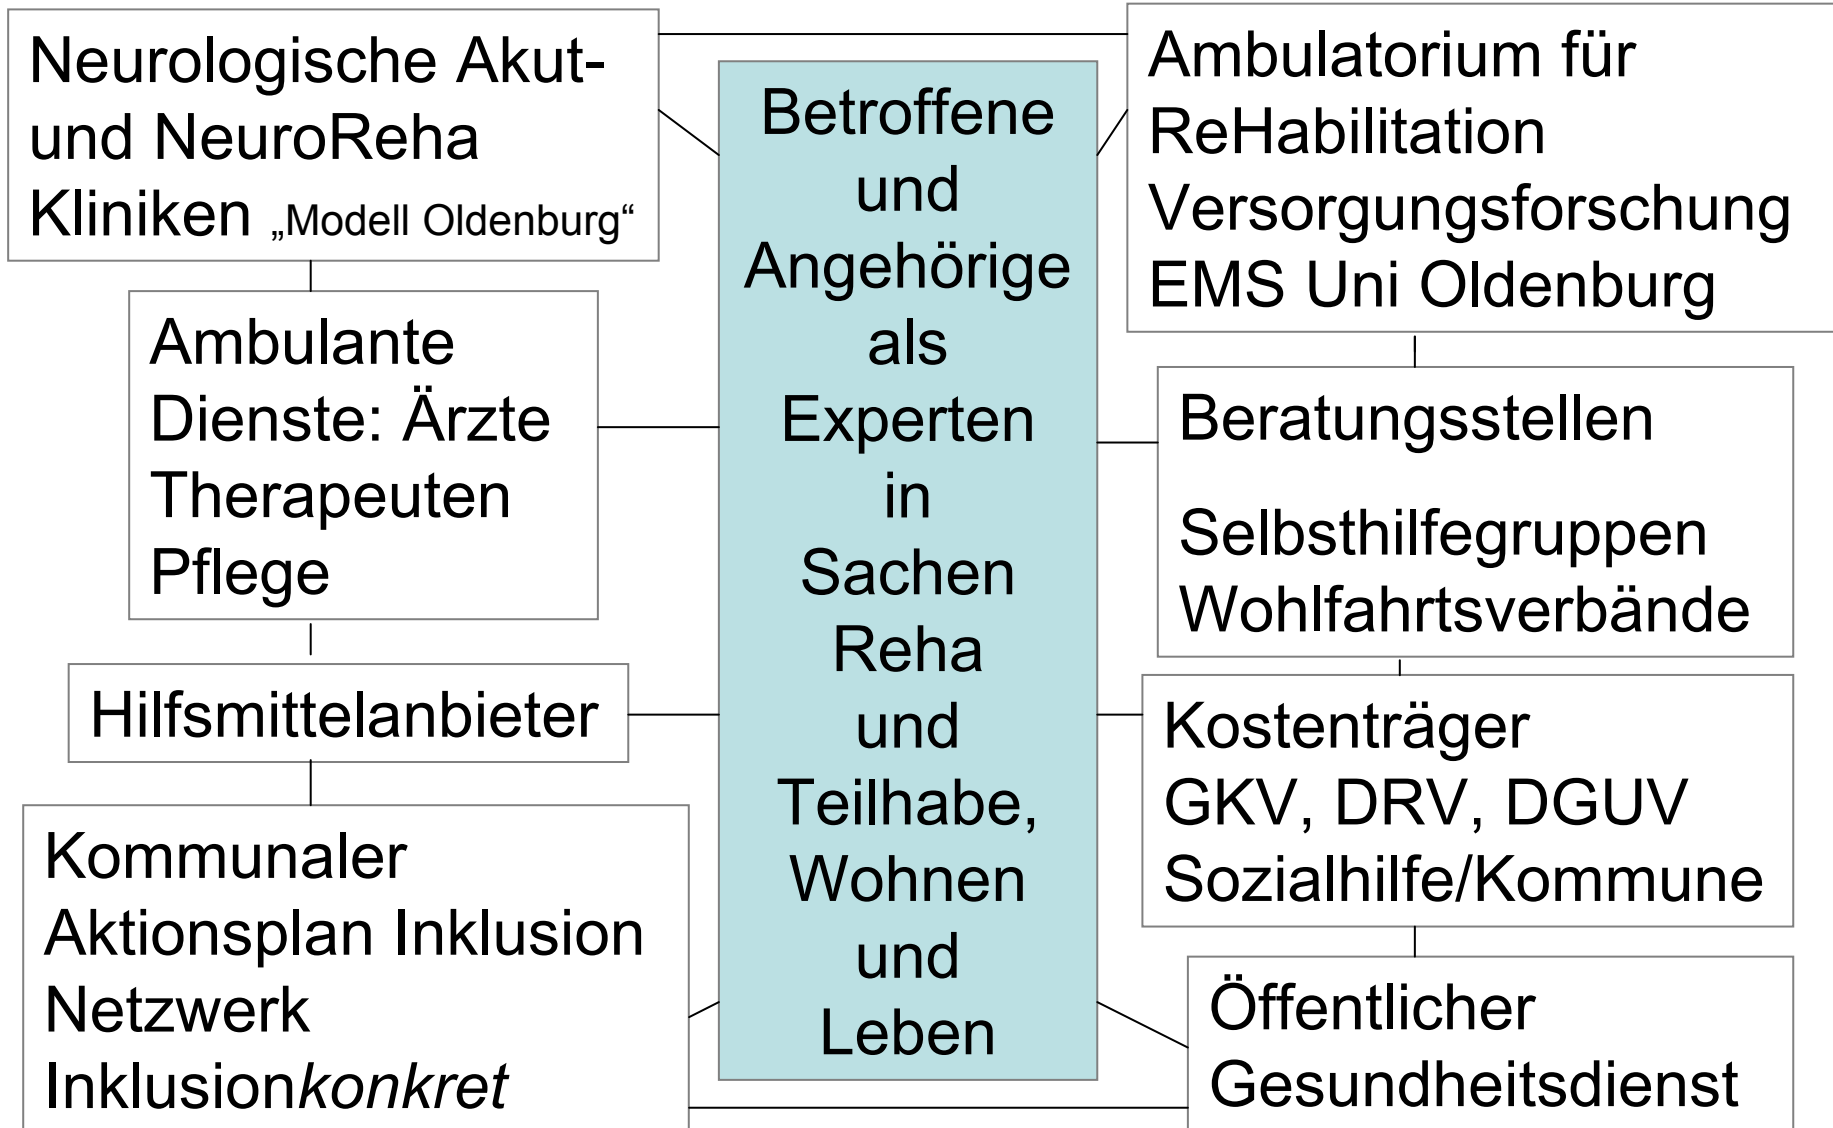 Neurologische Akut-
und NeuroReha
Kliniken „Modell Oldenburg“
Ambulante
Dienste: Ärzte
Therapeuten
Pflege
Hilfsmittelanbieter
Kommunaler
Aktionsplan Inklusion
Netzwerk
Inklusionkonkret
Betroffene
und
Angehörige
als
Experten
in
Sachen
Reha
und
Teilhabe,
Wohnen
und
Leben
Ambulatorium für
ReHabilitation
Versorgungsforschung
EMS Uni Oldenburg
Beratungsstellen
Selbsthilfegruppen
Wohlfahrtsverbände
Kostenträger
GKV, DRV, DGUV
Sozialhilfe/Kommune
Öffentlicher
Gesundheitsdienst